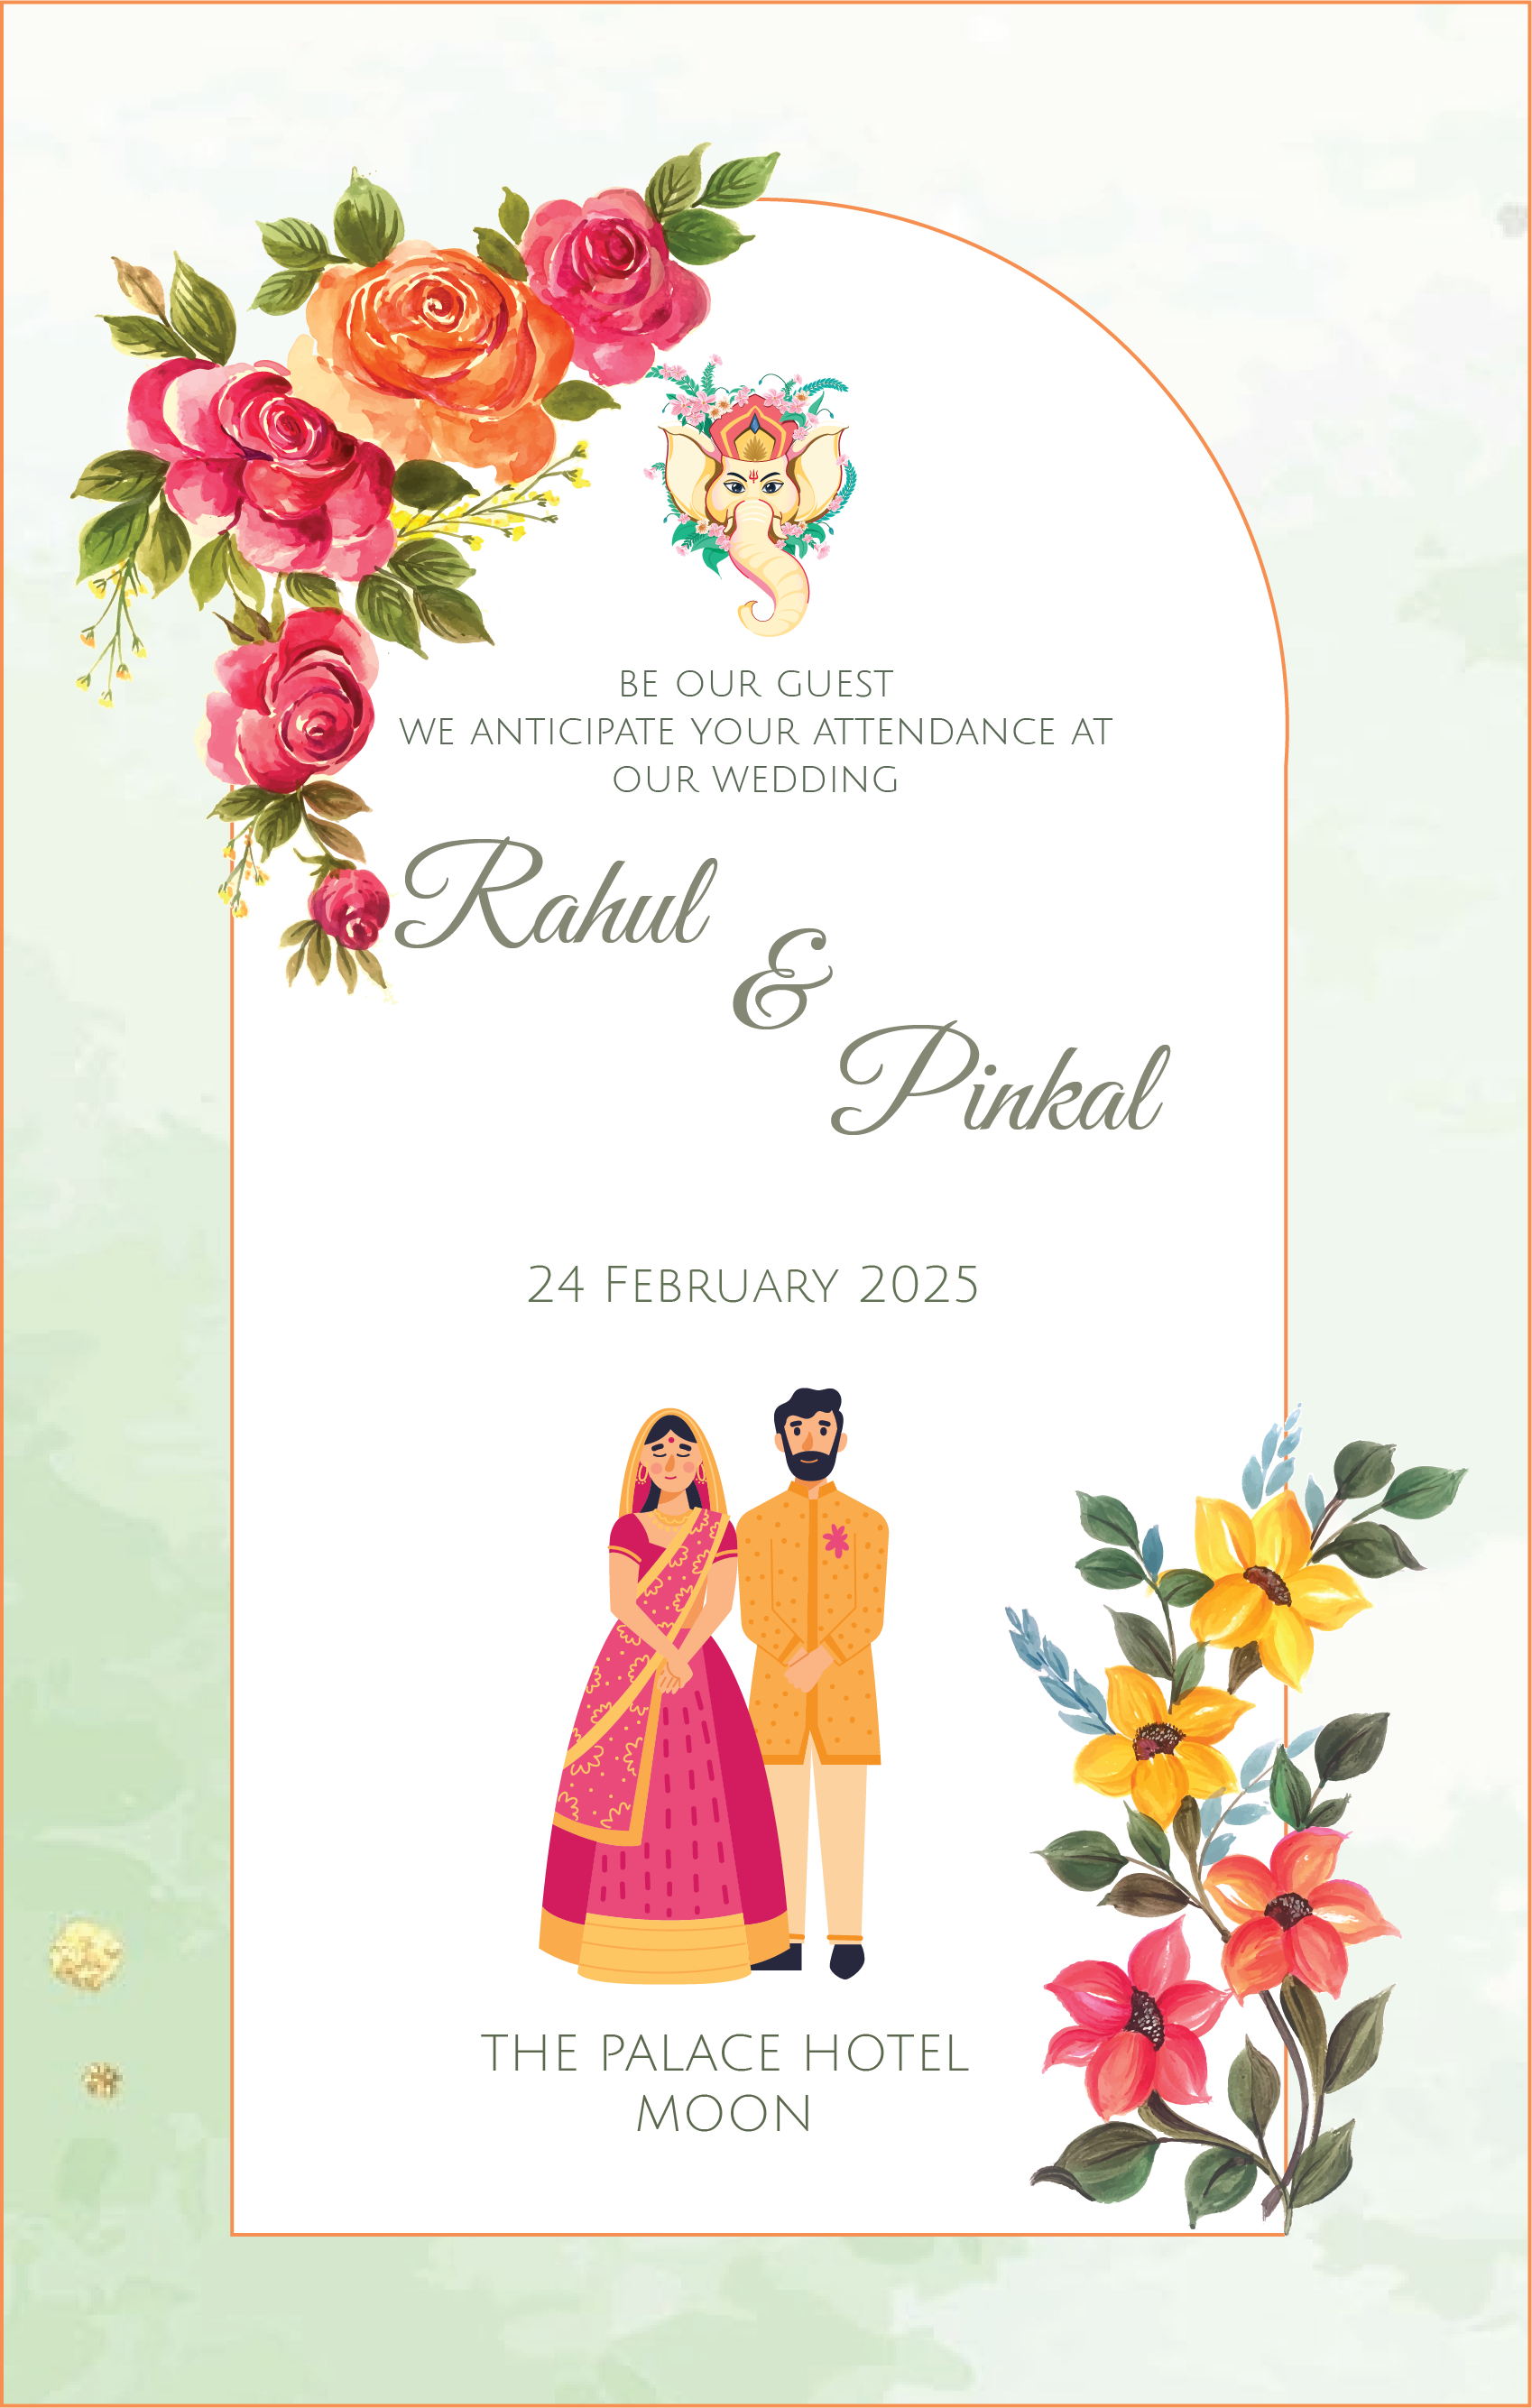 BE OUR GUEST
WE ANTICIPATE YOUR ATTENDANCE AT
OUR WEDDING
Rahul
&
Pinkal
24 February 2025
THE PALACE HOTEL
MOON